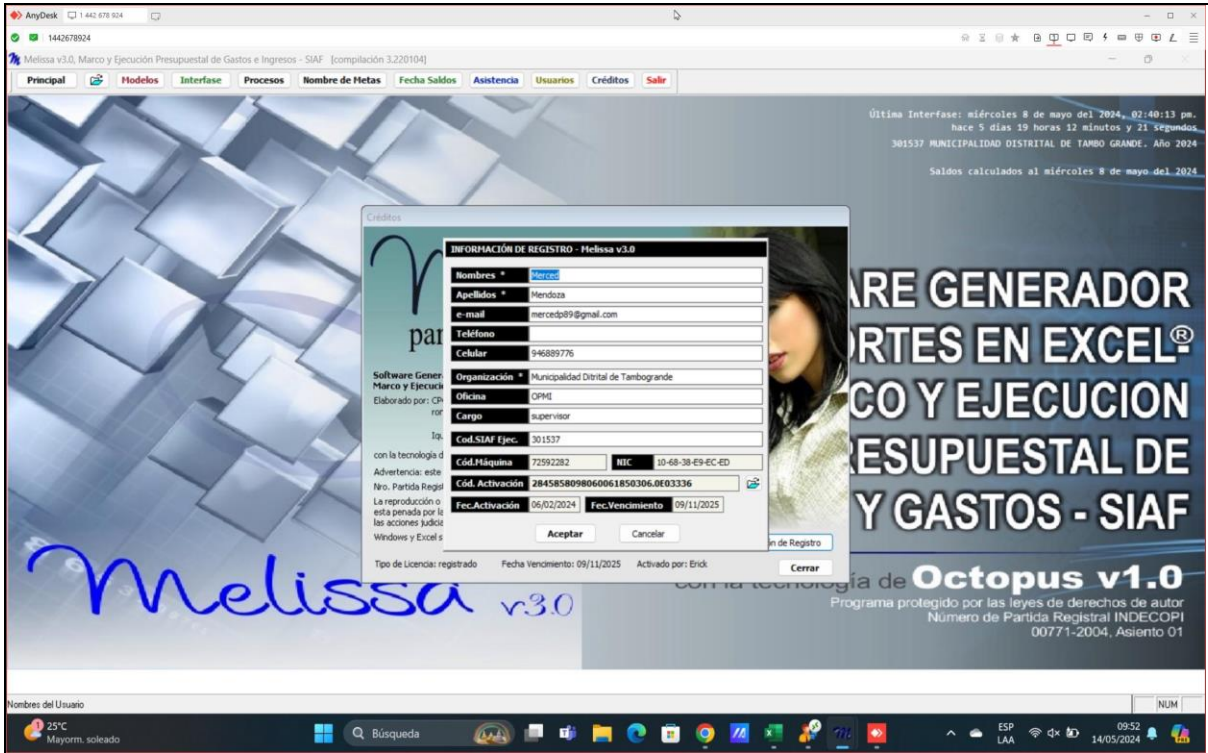 AnyDesk 1 442 678 924
1442678924
Melissa v3.0, Marco y Ejecución Presupuestal de Gastos e Ingresos - SIAF [compilación 3.220104]
Principal Modelos Interfase Procesos Nombre de Metas Fecha Saldos Asistencia Usuarios Créditos Salir
Última Interfase: miércoles 8 de mayo del 2024, 02:40:13 pm.
hace 5 días 19 horas 12 minutos y 21 segundos
301537 MUNICIPALIDAD DISTRITAL DE TAMBO GRANDE. Año 2024
Saldos calculados al miércoles 8 de mayo del 2024
Créditos
INFORMACIÓN DE REGISTRO - Melissa v3.0
Nombres * Merced
Apellidos * Mendoza
e-mail mercedp89@gmail.com
Teléfono
Celular 946889776
Organización * Municipalidad Ditrital de Tambogrande
Oficina OPMI
Cargo supervisor
Cod.SIAF Ejec. 301537
Cód.Máquina 72592282 NIC 10-68-38-E9-EC-ED
Cód. Activación 2845858098060061850306.0E03336
Fec.Activación 06/02/2024 Fec.Vencimiento 09/11/2025
Aceptar Cancelar
par
Software Gener
Marco y Ejecuci
Elaborado por: CP
ron
Iq
con la tecnología d
Advertencia: este
Nro. Partida Regist
La reproducción o
esta penada por la
las acciones judicia
Windows y Excel s
ón de Registro
Tipo de Licencia: registrado Fecha Vencimiento: 09/11/2025 Activado por: Erick
Cerrar
ARE GENERADOR
ORTES EN EXCEL®
CO Y EJECUCION
RESUPUESTAL DE
Y GASTOS - SIAF
con la tecnología de Octopus v1.0
Programa protegido por las leyes de derechos de autor
Número de Partida Registral INDECOPI
00771-2004, Asiento 01
Melissa v3.0
Nombres del Usuario
NUM
1 25°C
Mayorm. soleado
Búsqueda
ESP
LAA
09:52
14/05/2024